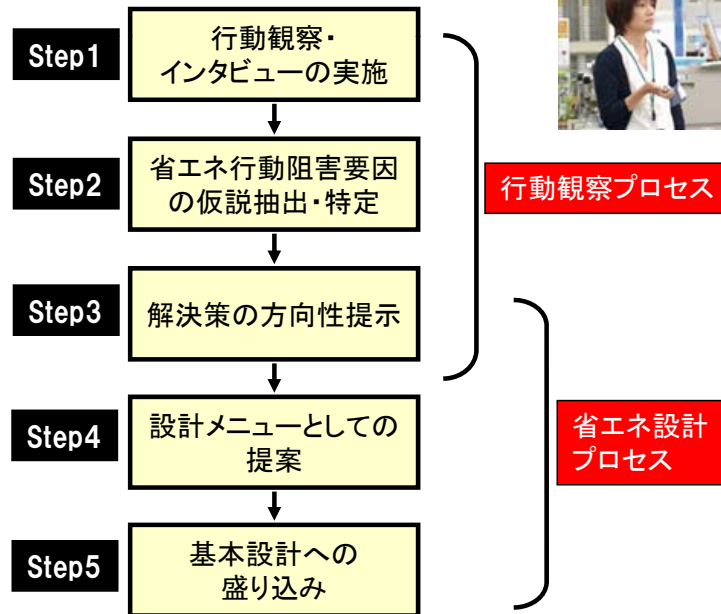 Step1
行動観察・
インタビューの実施
Step2
省エネ行動阻害要因
の仮説抽出・特定
行動観察プロセス
Step3
解決策の方向性提示
Step4
設計メニューとしての
提案
省エネ設計
プロセス
Step5
基本設計への
盛り込み